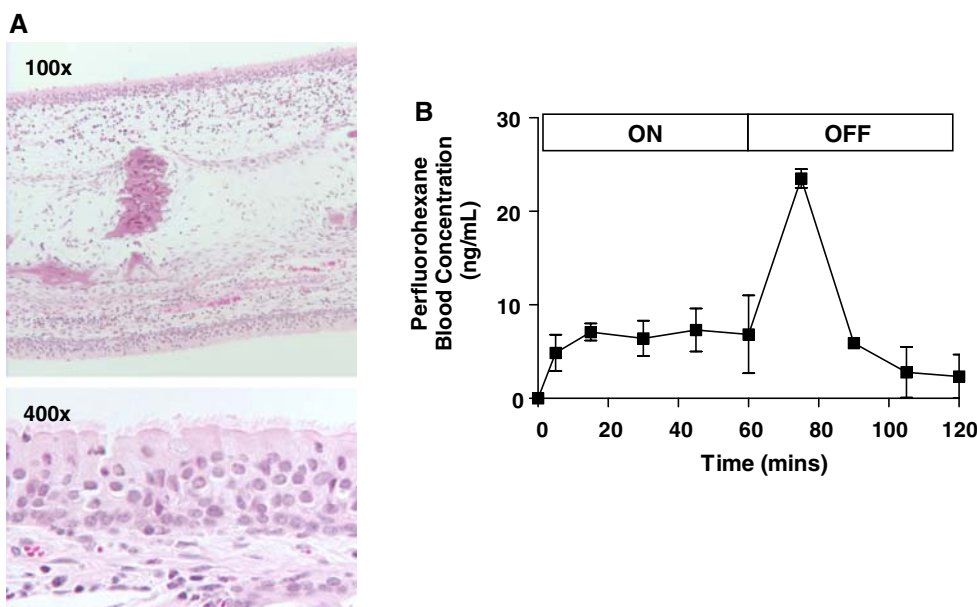 A
100x
400x
B
ON OFF
Perfluorohexane
Blood Concentration
(ng/mL)
30
20
10
0
0 20 40 60 80 100 120
Time (mins)